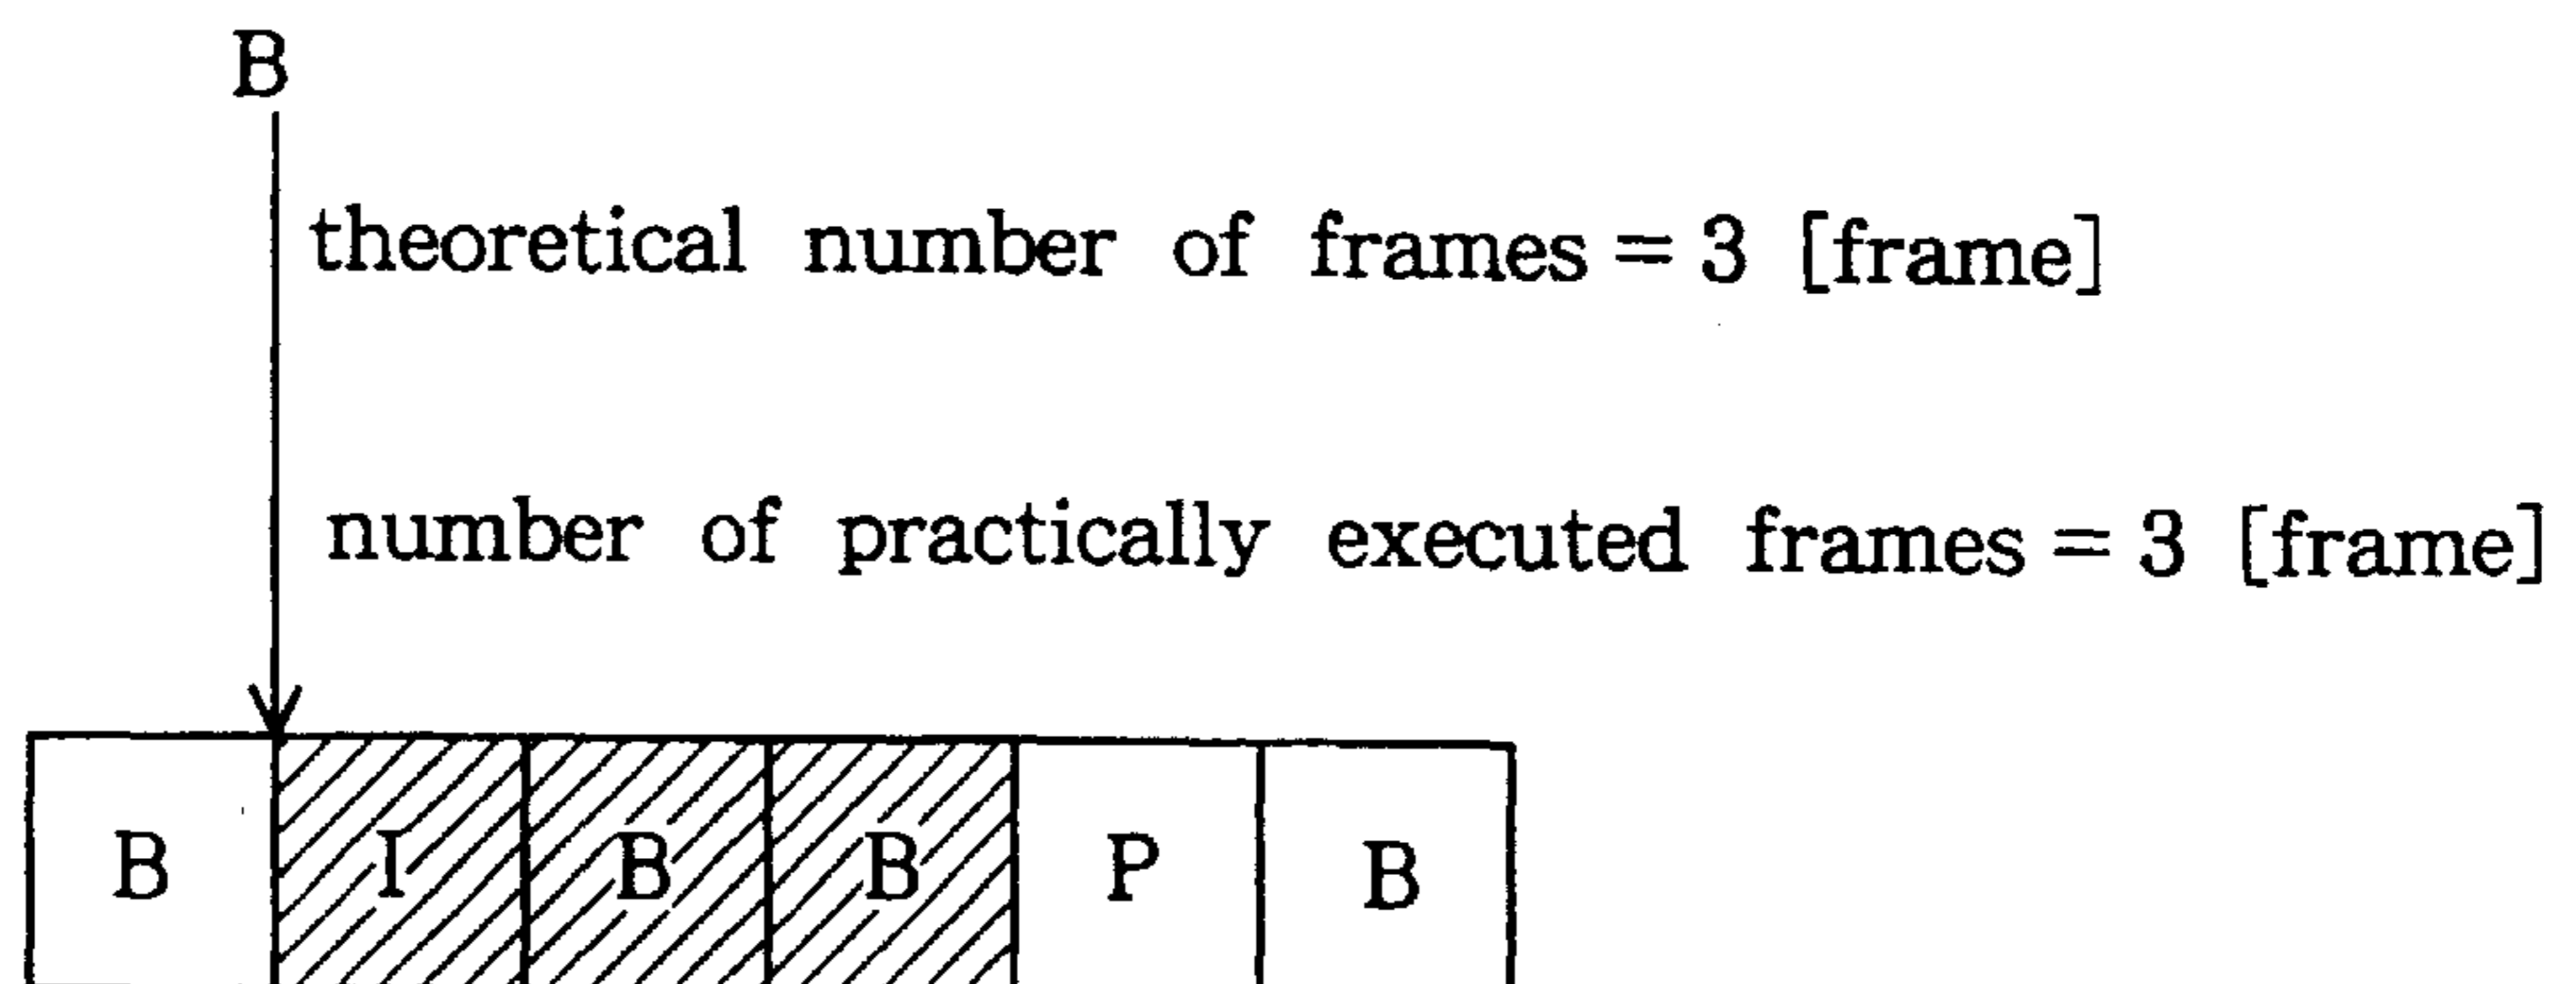 B
theoretical number of frames = 3 [frame]
number of practically executed frames = 3 [frame]
B I B B P B